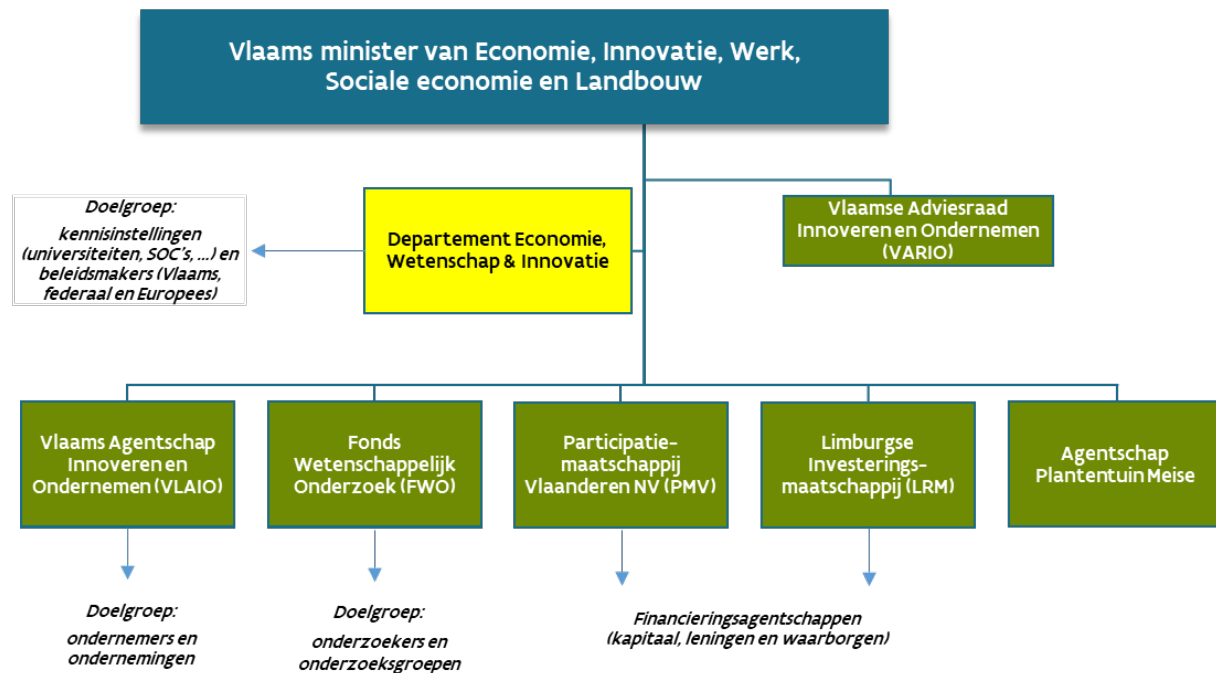 Vlaams minister van Economie, Innovatie, Werk,
Sociale economie en Landbouw
Doelgroep:
kennisinstellingen
(universiteiten, SOC's, ...) en
beleidsmakers (Vlaams,
federaal en Europees)
Departement Economie,
Wetenschap & Innovatie
Vlaamse Adviesraad
Innoveren en Ondernemen
(VARIO)
Vlaams Agentschap
Innoveren en
Ondernemen (VLAIO)
Fonds
Wetenschappelijk
Onderzoek (FWO)
Participatie-
maatschappij
Vlaanderen NV (PMV)
Limburgse
Investerings-
maatschappij (LRM)
Agentschap
Plantentuin Meise
Doelgroep:
ondernemers en
ondernemingen
Doelgroep:
onderzoekers en
onderzoeksgroepen
Financieringsagentschappen
(kapitaal, leningen en waarborgen)